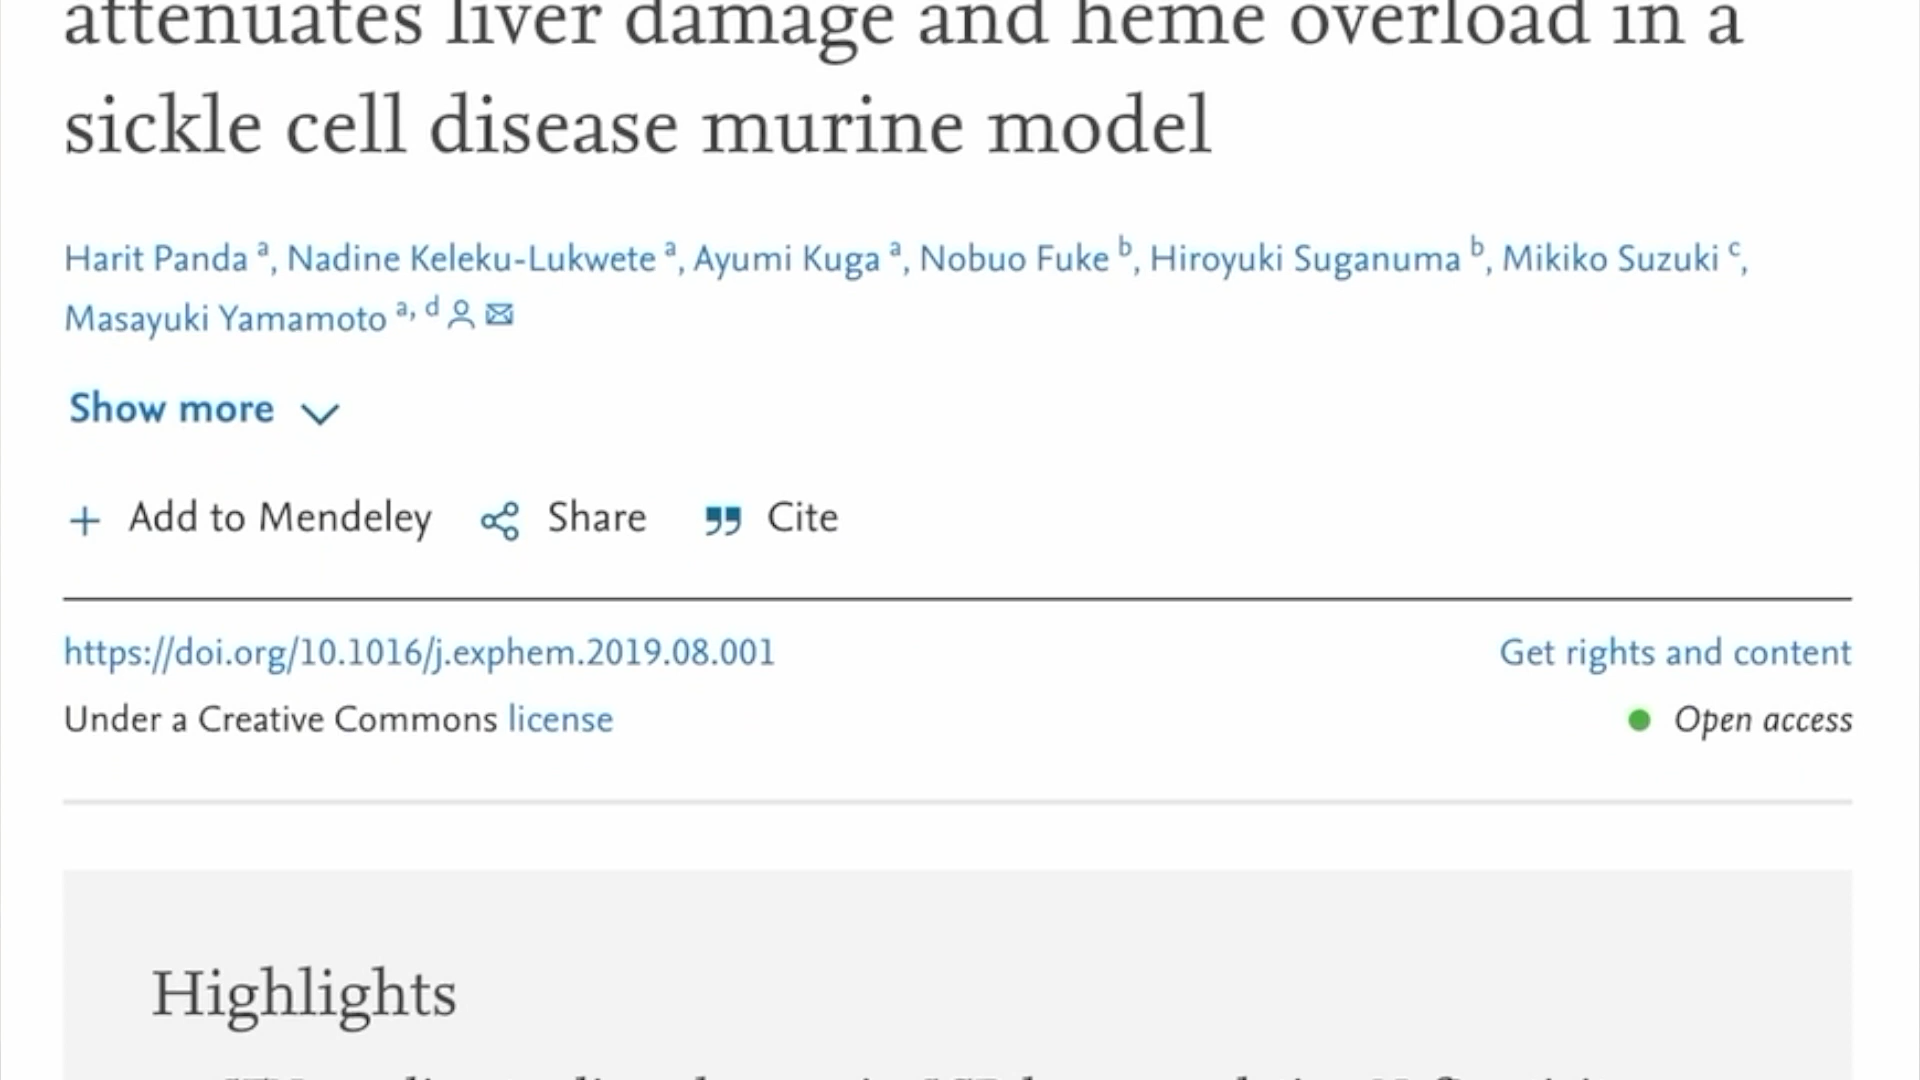 attenuates liver damage and heme overload in a
sickle cell disease murine model
Harit Panda a, Nadine Keleku-Lukwete a, Ayumi Kuga a, Nobuo Fuke b, Hiroyuki Suganuma b, Mikiko Suzuki c,
Masayuki Yamamoto a, d
Show more
+ Add to Mendeley Share Cite
https://doi.org/10.1016/j.exphem.2019.08.001 Get rights and content
Under a Creative Commons license Open access
Highlights